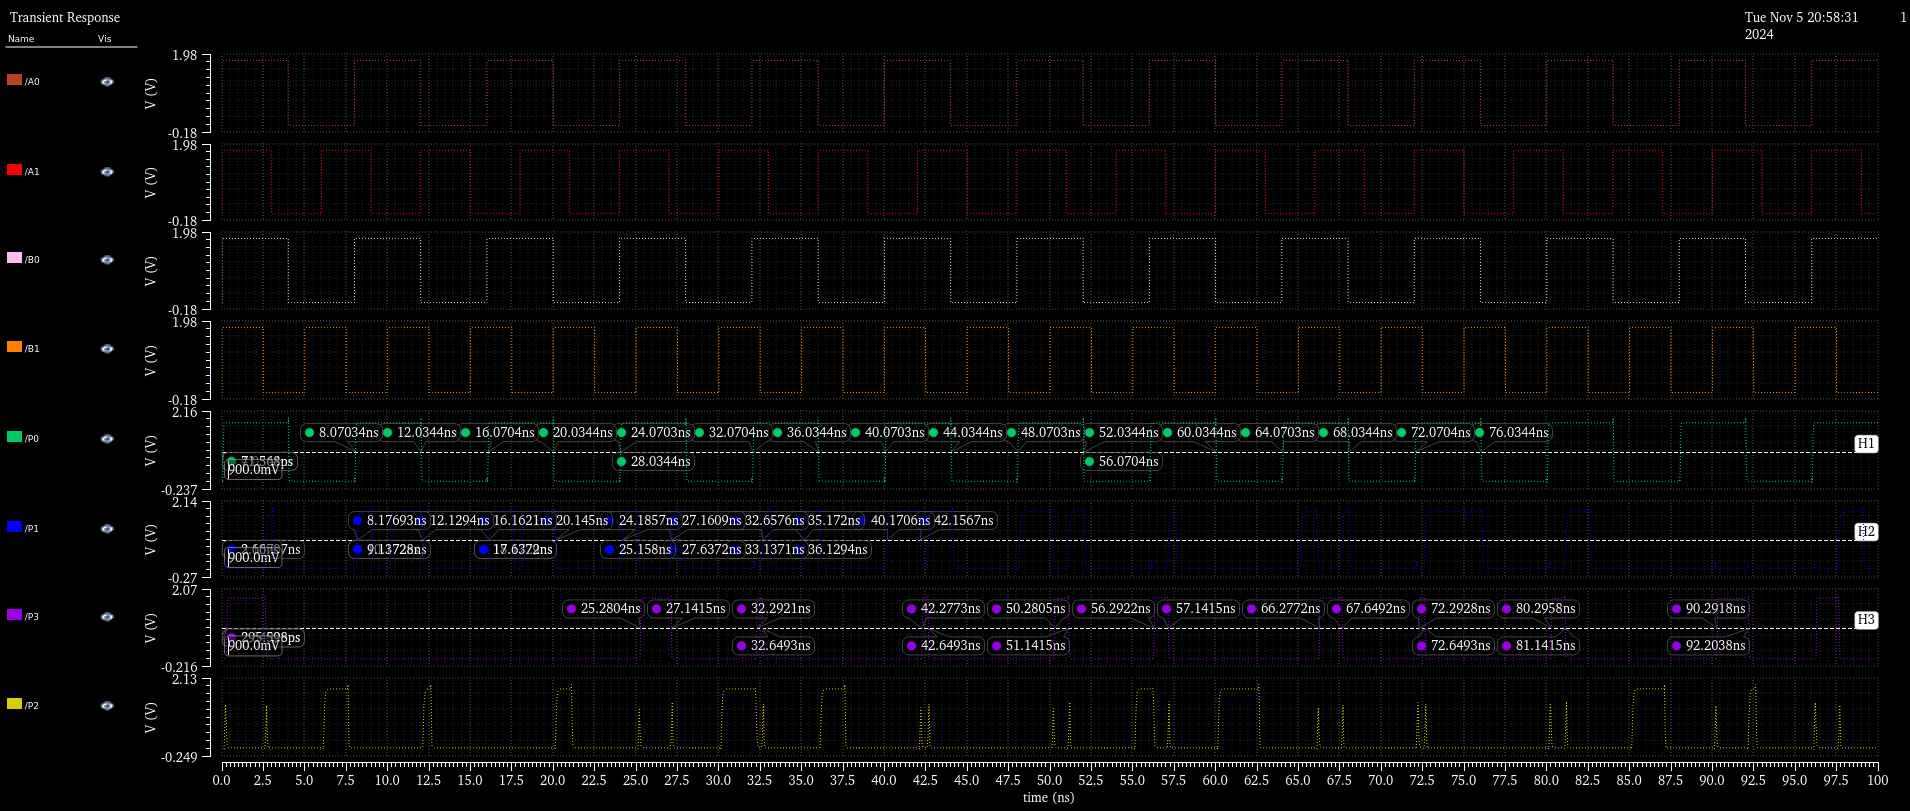 Transient Response
Tue Nov 5 20:58:31 1
2024
Name Vis
1.98
/A0
V (V)
-0.18
1.98
/A1
V (V)
-0.18
1.98
/B0
V (V)
-0.18
1.98
/B1
V (V)
-0.18
2.16
/P0
V (V)
8.07034ns 12.0344ns 16.0704ns 20.0344ns 24.0703ns 32.0704ns 36.0344ns 40.0703ns 44.0344ns 48.0703ns 52.0344ns 60.0344ns 64.0703ns 68.0344ns 72.0704ns 76.0344ns
H1
28.0344ns 56.0704ns
900.0mV
-0.237
2.14
/P1
V (V)
8.17693ns 12.1294ns 16.1621ns 20.145ns 24.1857ns 27.1609ns 32.6576ns 35.172ns 40.1706ns 42.1567ns
H2
17.6372ns 25.158ns 27.6372ns 33.1371ns 36.1294ns
900.0mV
-0.27
2.07
/P3
V (V)
25.2804ns 27.1415ns 32.2921ns 42.2773ns 50.2805ns 56.2922ns 57.1415ns 66.2772ns 67.6492ns 72.2928ns 80.2958ns 90.2918ns
H3
32.6493ns 42.6493ns 51.1415ns 72.6493ns 81.1415ns 92.2038ns
900.0mV
-0.216
2.13
/P2
V (V)
-0.249
0.0 2.5 5.0 7.5 10.0 12.5 15.0 17.5 20.0 22.5 25.0 27.5 30.0 32.5 35.0 37.5 40.0 42.5 45.0 47.5 50.0 52.5 55.0 57.5 60.0 62.5 65.0 67.5 70.0 72.5 75.0 77.5 80.0 82.5 85.0 87.5 90.0 92.5 95.0 97.5 100
time (ns)